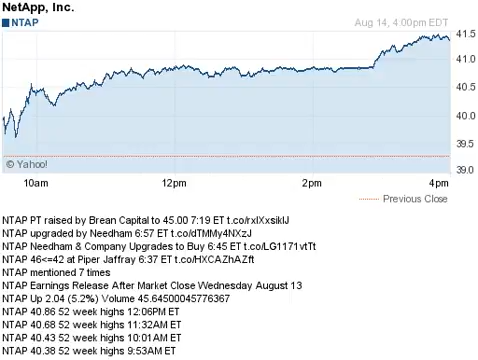 NetApp, Inc.
NTAP
Aug 14, 4:00pm EDT
41.5
41.0
40.5
40.0
39.5
39.0
© Yahoo!
10am
12pm
2pm
4pm
Previous Close
NTAP PT raised by Brean Capital to 45.00 7:19 ET t.co/rxIXxsiklJ
NTAP upgraded by Needham 6:57 ET t.co/dTMMy4NXzJ
NTAP Needham & Company Upgrades to Buy 6:45 ET t.co/LG1171vtTt
NTAP 46<=42 at Piper Jaffray 6:37 ET t.co/HXCAZhAZft
NTAP mentioned 7 times
NTAP Earnings Release After Market Close Wednesday August 13
NTAP Up 2.04 (5.2%) Volume 45.64500045776367
NTAP 40.86 52 week highs 12:06PM ET
NTAP 40.68 52 week highs 11:32AM ET
NTAP 40.43 52 week highs 10:01AM ET
NTAP 40.38 52 week highs 9:53AM ET